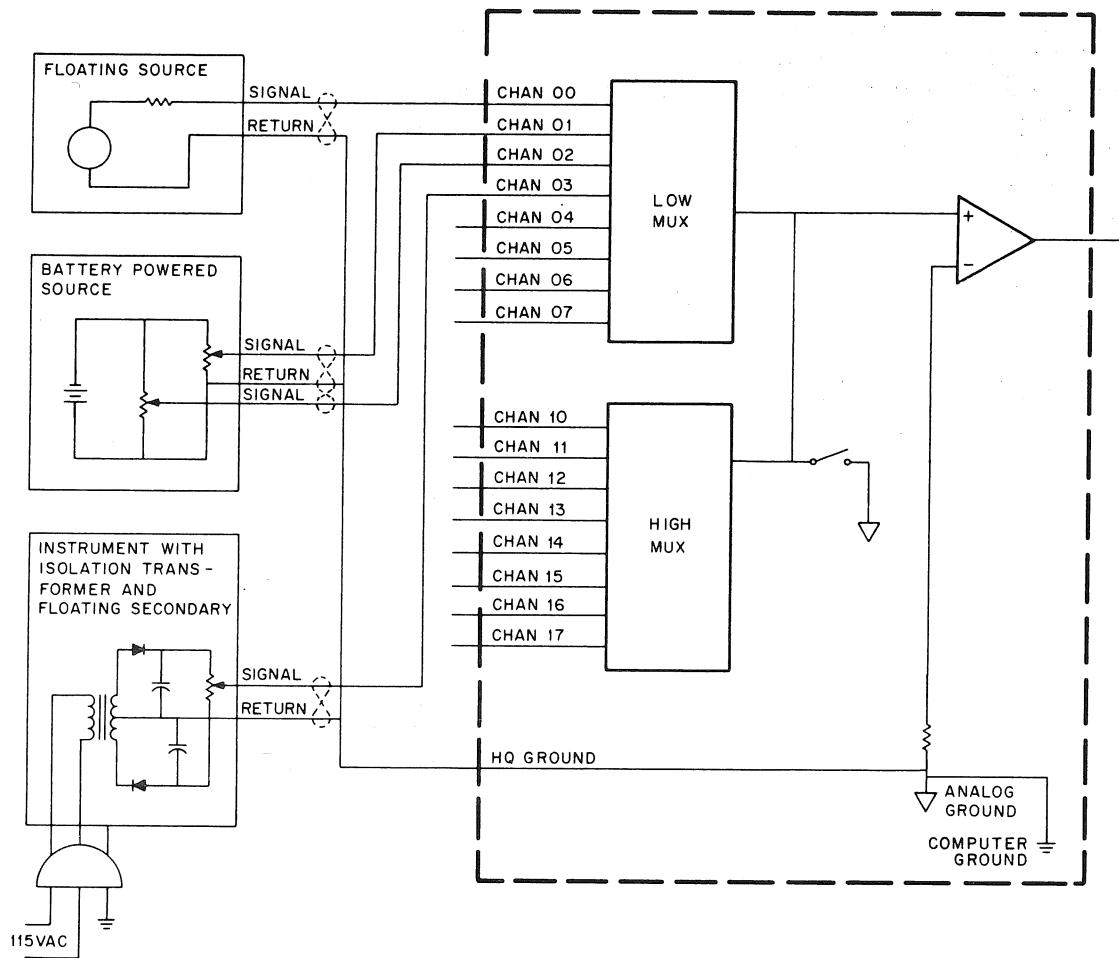 FLOATING SOURCE
SIGNAL
RETURN
BATTERY POWERED
SOURCE
SIGNAL
RETURN
SIGNAL
INSTRUMENT WITH
ISOLATION TRANS-
FORMER AND
FLOATING SECONDARY
SIGNAL
RETURN
115VAC
CHAN 00
CHAN 01
CHAN 02
CHAN 03
CHAN 04
CHAN 05
CHAN 06
CHAN 07
LOW
MUX
CHAN 10
CHAN 11
CHAN 12
CHAN 13
CHAN 14
CHAN 15
CHAN 16
CHAN 17
HIGH
MUX
+
−
HQ GROUND
ANALOG
GROUND
COMPUTER
GROUND